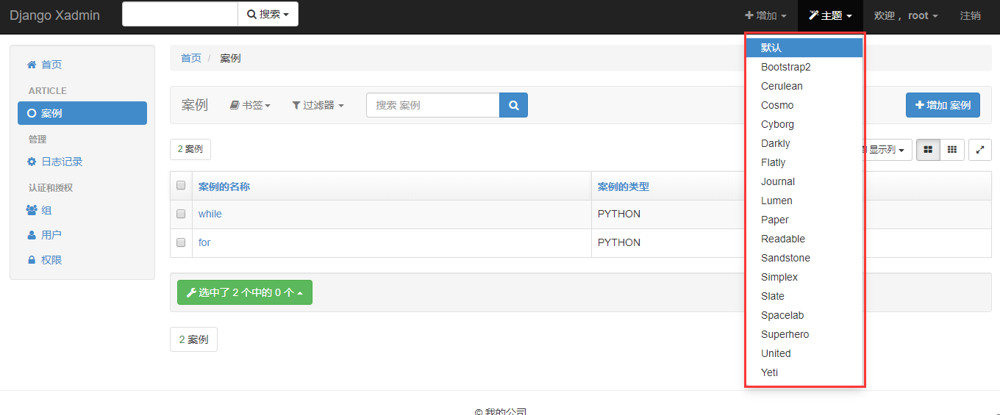 Django Xadmin 搜索 增加 主题 欢迎， root 注销
首页
ARTICLE
案例
管理
日志记录
认证和授权
组
用户
权限
首页 / 案例
案例 书签 过滤器 搜索 案例 增加 案例
2 案例 显示列
案例的名称 案例的类型
while PYTHON
for PYTHON
选中了 2 个中的 0 个
2 案例
默认
Bootstrap2
Cerulean
Cosmo
Cyborg
Darkly
Flatly
Journal
Lumen
Paper
Readable
Sandstone
Simplex
Slate
Spacelab
Superhero
United
Yeti
© 我的公司